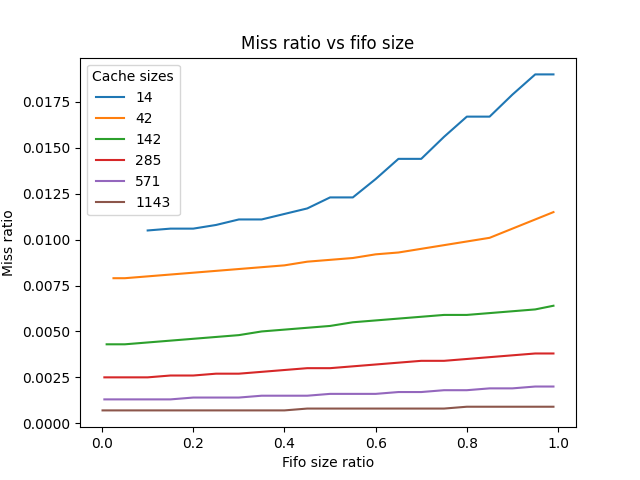 Miss ratio vs fifo size
Cache sizes
14
42
142
285
571
1143
0.0175
0.0150
0.0125
0.0100
0.0075
0.0050
0.0025
0.0000
Miss ratio
0.0 0.2 0.4 0.6 0.8 1.0
Fifo size ratio